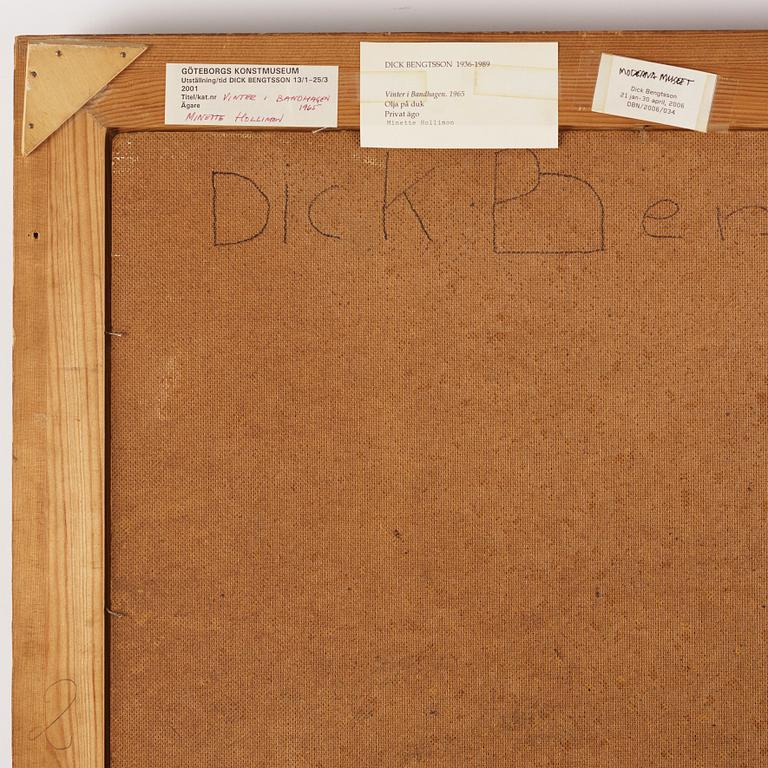 GÖTEBORGS KONSTMUSEUM
Utställning/tid DICK BENGTSSON 13/1–25/3
2001
Titel/kat.nr VINTER I BANDHAGEN
1965
Ägare
MINETTE HOLLIMON
DICK BENGTSSON 1936-1989
Vinter i Bandhagen. 1965
Olja på duk
Privat ägo
Minette Hollimon
MODERNA MUSEET
Dick Bengtsson
21 jan-30 april, 2006
DBN/2006/034
Dick Ben